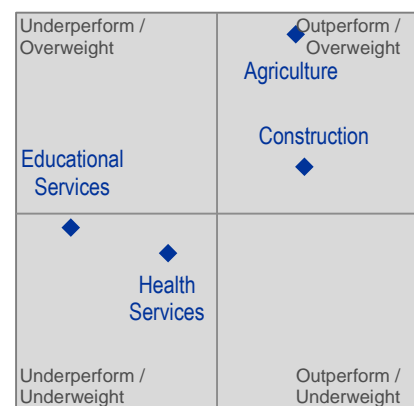 Underperform /
Overweight
Outperform /
Overweight
Agriculture
Construction
Educational
Services
Health
Services
Underperform /
Underweight
Outperform /
Underweight